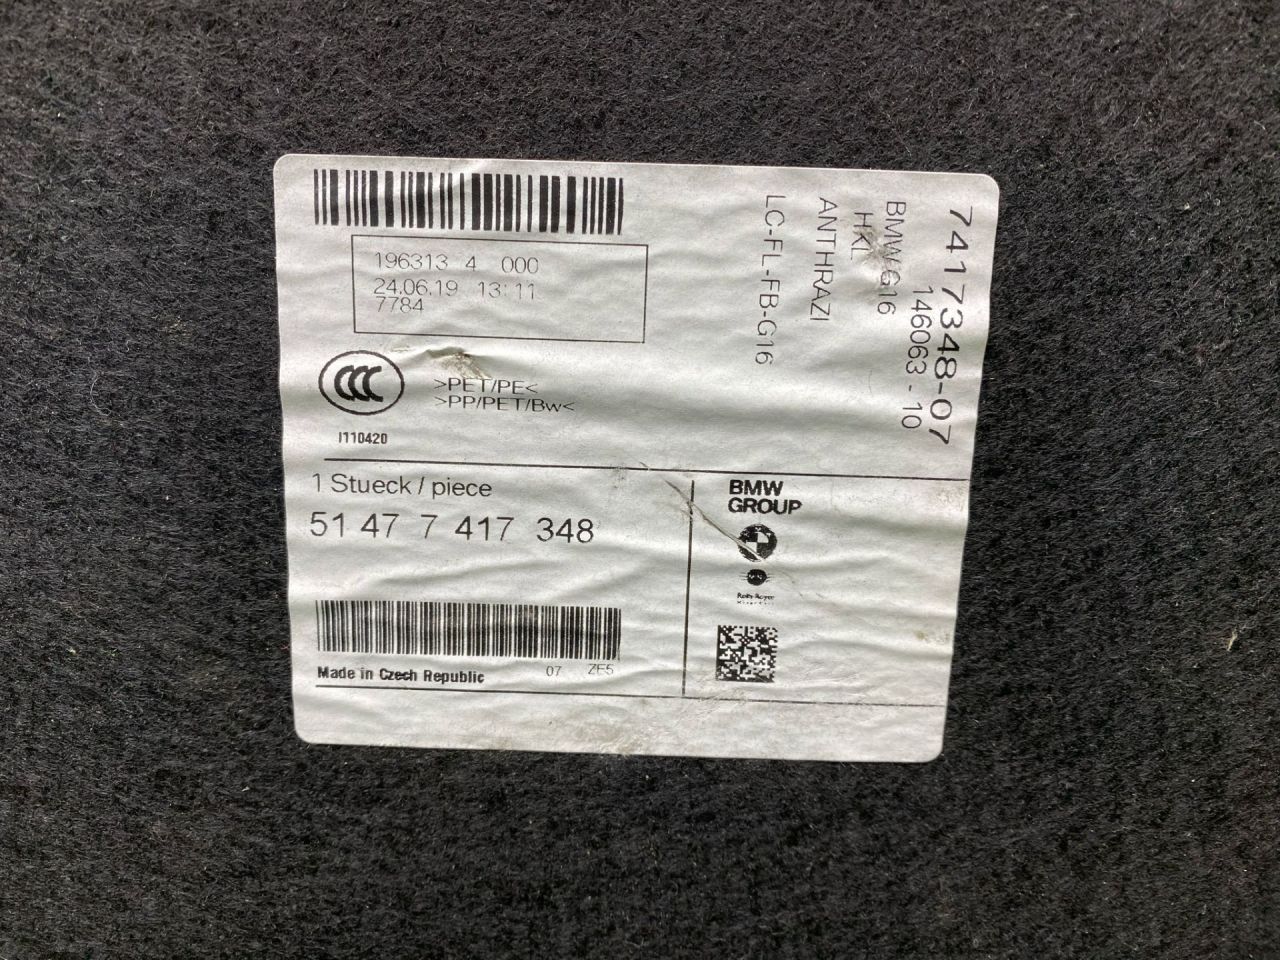 196313 4 000
24.06.19 13:11
7784
>PET/PE<
>PP/PET/Bw<
I110420
7417348-07
146063-10
BMW G16
HKL
ANTHRAZI
LC-FL-FB-G16
1 Stueck / piece
51 47 7 417 348
Made in Czech Republic
07 ZE5
BMW
GROUP
Rolls-Royce